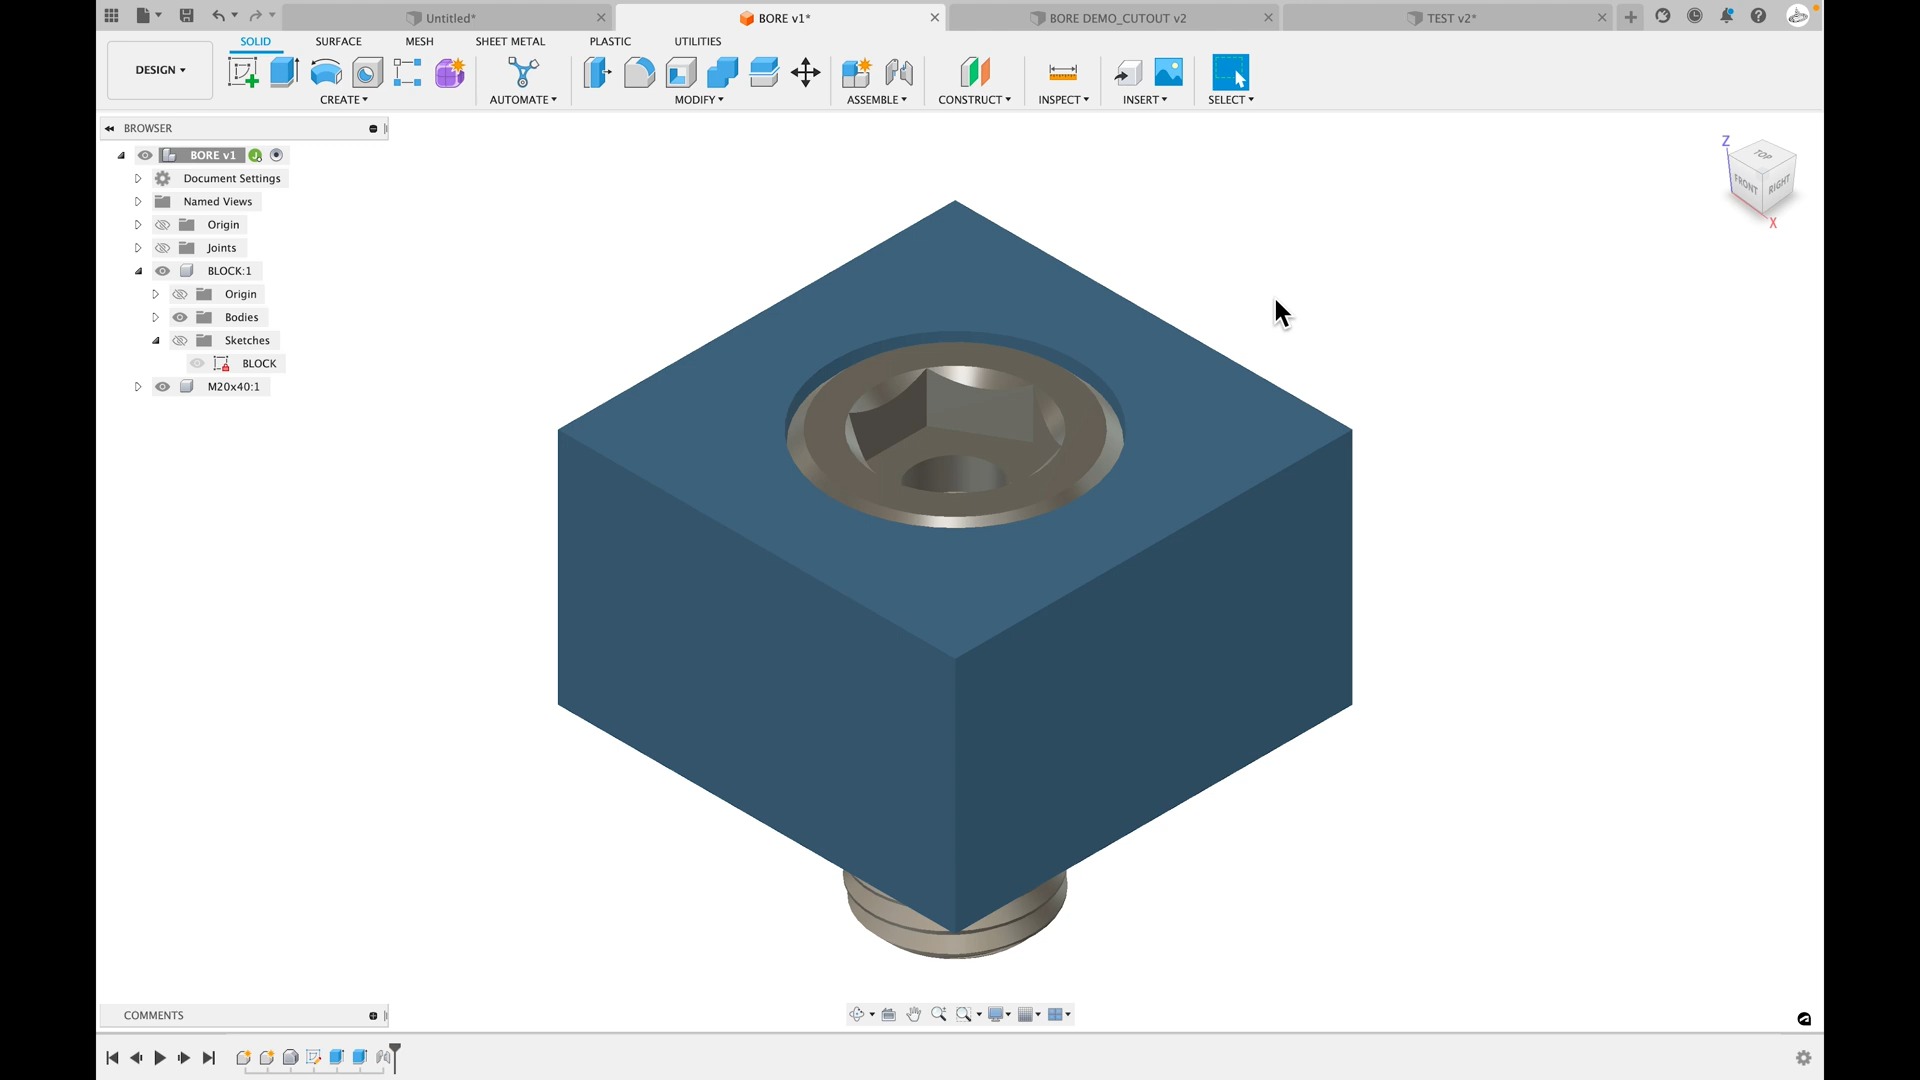 Untitled*
BORE v1*
BORE DEMO_CUTOUT v2
TEST v2*
SOLID
SURFACE
MESH
SHEET METAL
PLASTIC
UTILITIES
DESIGN
CREATE
AUTOMATE
MODIFY
ASSEMBLE
CONSTRUCT
INSPECT
INSERT
SELECT
BROWSER
BORE v1
Document Settings
Named Views
Origin
Joints
BLOCK:1
Origin
Bodies
Sketches
BLOCK
M20x40:1
Z
TOP
FRONT
RIGHT
X
COMMENTS